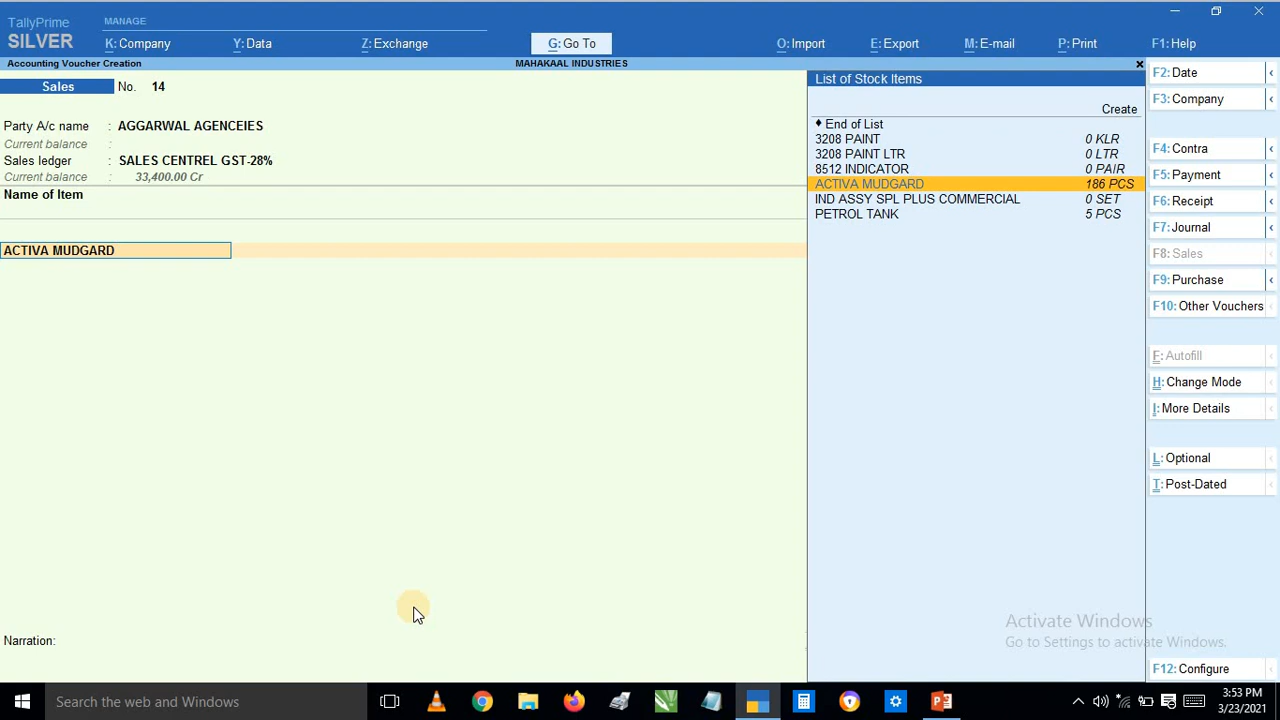 TallyPrime
MANAGE
SILVER
K: Company
Y: Data
Z: Exchange
G: Go To
O: Import
E: Export
M: E-mail
P: Print
F1: Help
Accounting Voucher Creation
MAHAKAAL INDUSTRIES
Sales
No. 14
Party A/c name : AGGARWAL AGENCEIES
Current balance :
Sales ledger : SALES CENTREL GST-28%
Current balance : 33,400.00 Cr
Name of Item
ACTIVA MUDGARD
Narration:
List of Stock Items
Create
♦ End of List
3208 PAINT 0 KLR
3208 PAINT LTR 0 LTR
8512 INDICATOR 0 PAIR
ACTIVA MUDGARD 186 PCS
IND ASSY SPL PLUS COMMERCIAL 0 SET
PETROL TANK 5 PCS
F2: Date
F3: Company
F4: Contra
F5: Payment
F6: Receipt
F7: Journal
F8: Sales
F9: Purchase
F10: Other Vouchers
F: Autofill
H: Change Mode
I: More Details
L: Optional
T: Post-Dated
F12: Configure
Activate Windows
Go to Settings to activate Windows.
Search the web and Windows
3:53 PM
3/23/2021